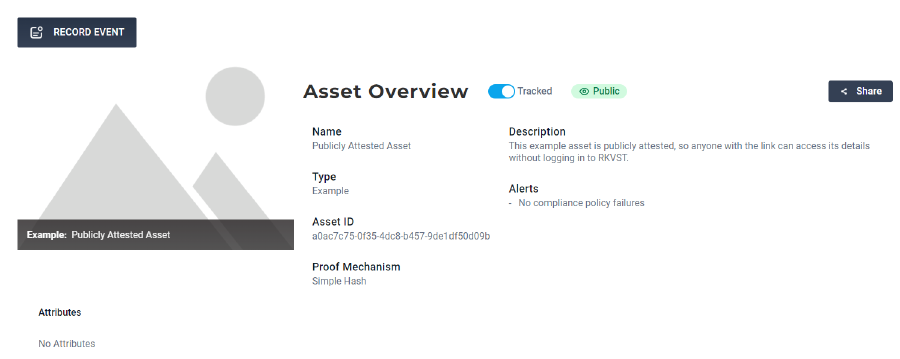 RECORD EVENT
Asset Overview
Tracked
Public
Share
Name
Publicly Attested Asset
Description
This example asset is publicly attested, so anyone with the link can access its details
without logging in to RKVST.
Type
Example
Alerts
- No compliance policy failures
Asset ID
a0ac7c75-0f35-4dc8-b457-9de1df50d09b
Proof Mechanism
Simple Hash
Example: Publicly Attested Asset
Attributes
No Attributes